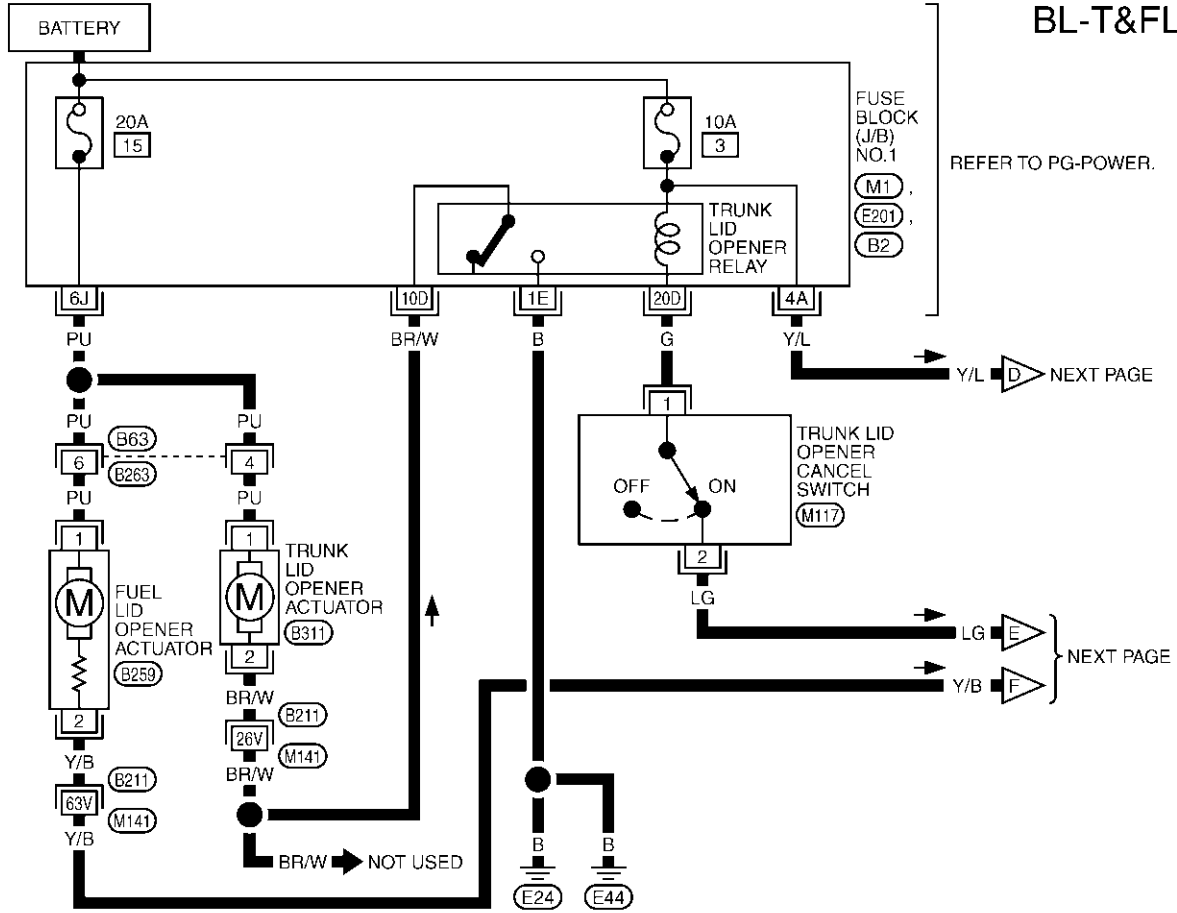 BL-T&FL
BATTERY
20A
15
10A
3
FUSE
BLOCK
(J/B)
NO.1
M1 ,
E201 ,
B2
REFER TO PG-POWER.
TRUNK
LID
OPENER
RELAY
6J
10D
1E
20D
4A
PU
BR/W
B
G
Y/L
Y/L
D
NEXT PAGE
PU
PU
6
B63
B263
4
PU
PU
1
TRUNK LID
OPENER
CANCEL
SWITCH
M117
OFF
ON
2
LG
1
M
FUEL
LID
OPENER
ACTUATOR
B259
2
1
M
TRUNK
LID
OPENER
ACTUATOR
B311
2
LG
E
Y/B
F
NEXT PAGE
BR/W
26V
B211
M141
BR/W
Y/B
63V
B211
M141
Y/B
BR/W
NOT USED
B
B
E24
E44